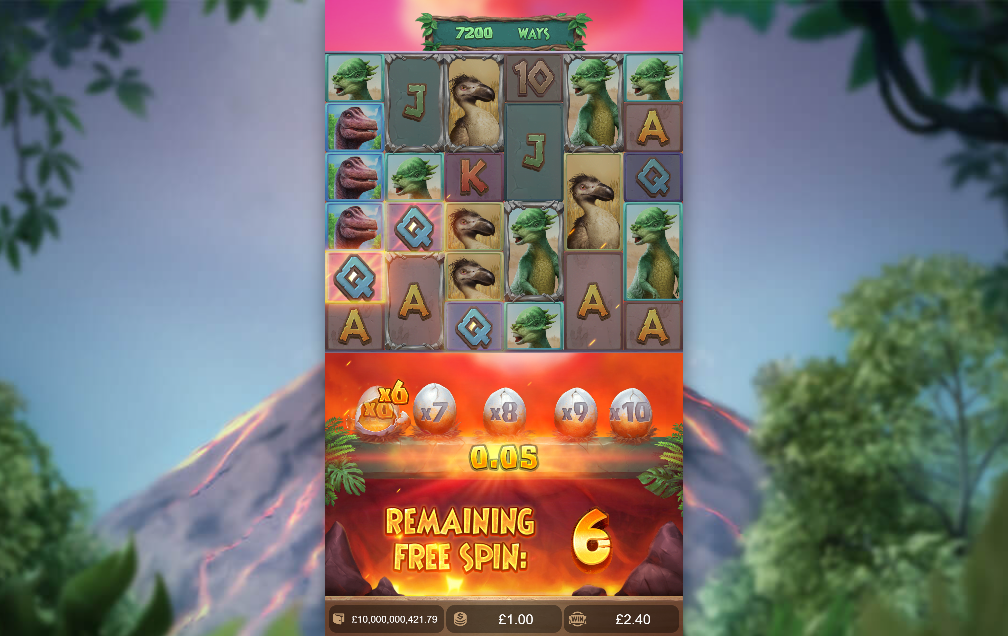 7200 WAYS
10
J
A
J
K
Q
Q
Q
A
A
A
Q
A
x6
x7 x8 x9 x10
0.05
REMAINING
FREE SPIN: 6
£10,000,000,421.79 £1.00 WIN £2.40